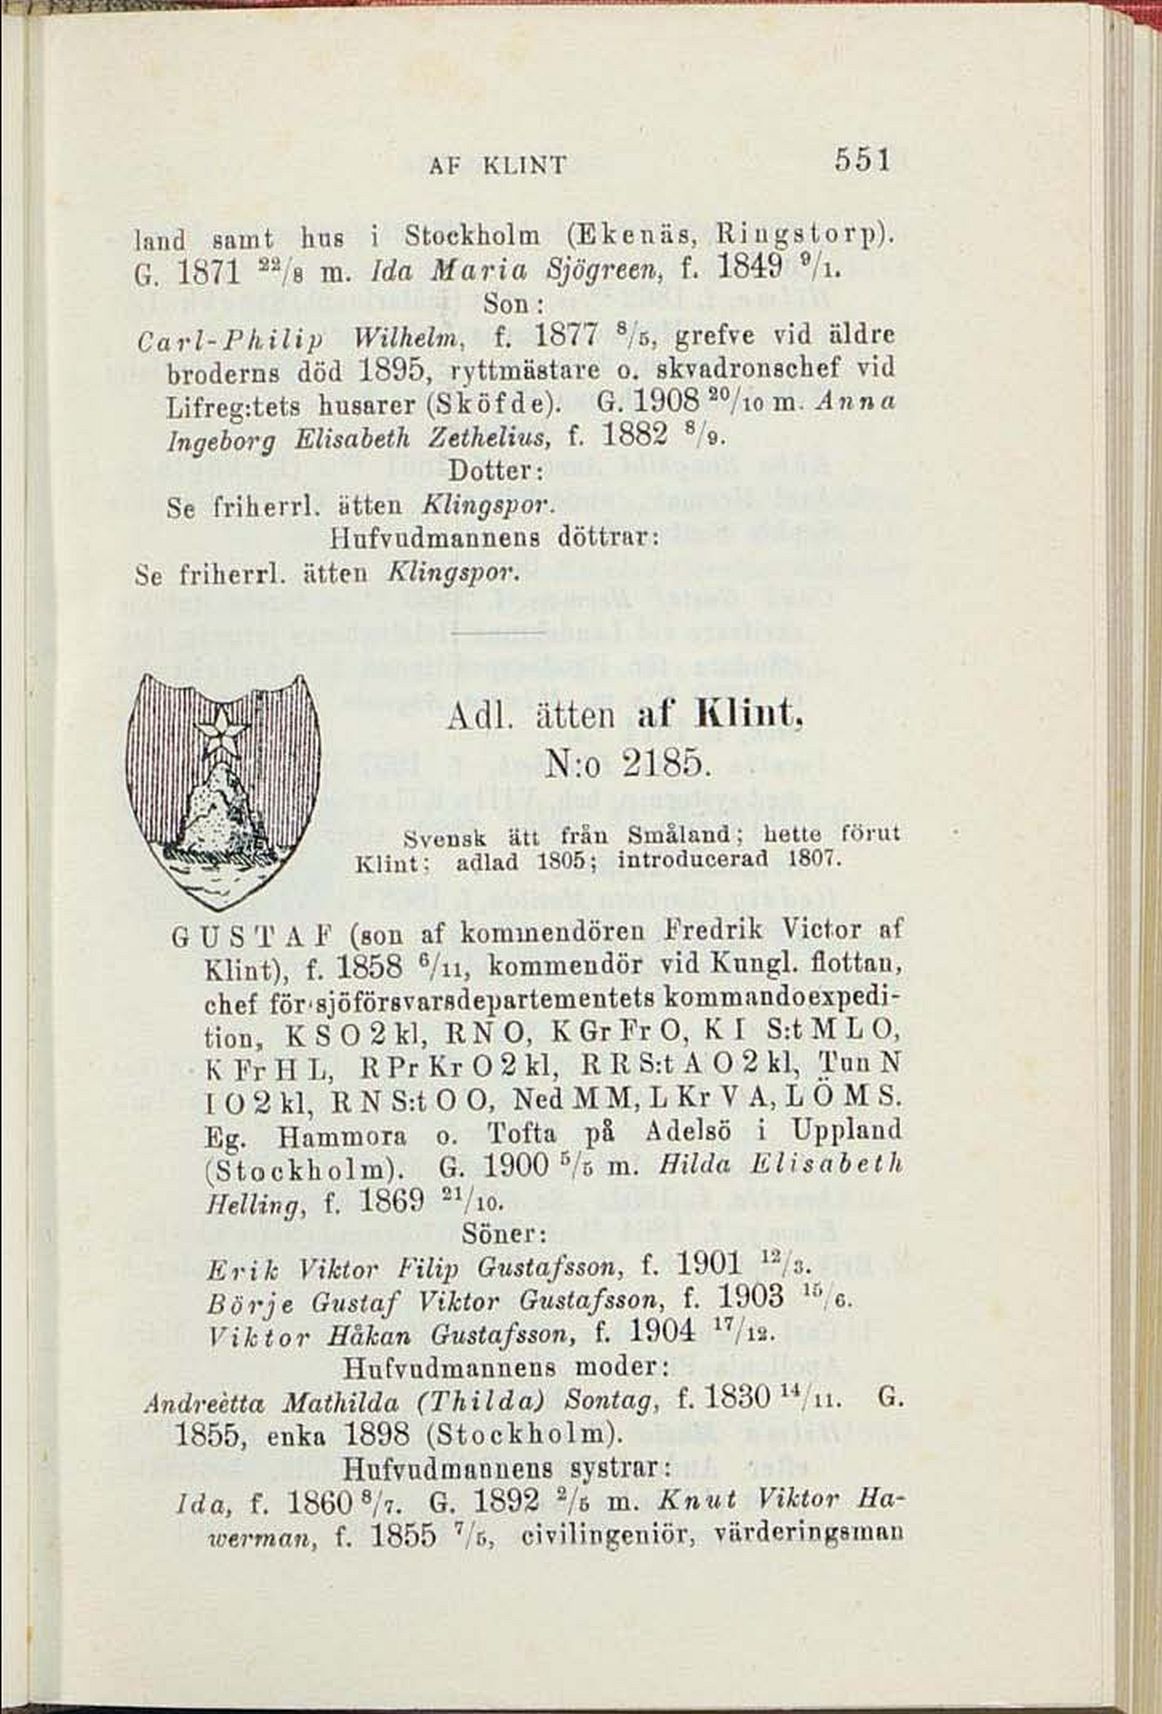 AF KLINT 551
land samt hus i Stockholm (Ekenäs, Ringstorp).
G. 1871 22/8 m. Ida Maria Sjögreen, f. 1849 9/1.
Son:
Carl-Philip Wilhelm, f. 1877 8/5, grefve vid äldre
broderns död 1895, ryttmästare o. skvadronschef vid
Lifreg:tets husarer (Sköfde). G. 1908 20/10 m. Anna
Ingeborg Elisabeth Zethelius, f. 1882 8/9.
Dotter:
Se friherrl. ätten Klingspor.
Hufvudmannens döttrar:
Se friherrl. ätten Klingspor.
Adl. ätten af Klint,
N:o 2185.
Svensk ätt från Småland; hette förut
Klint; adlad 1805; introducerad 1807.
GUSTAF (son af kommendören Fredrik Victor af
Klint), f. 1858 6/11, kommendör vid Kungl. flottan,
chef för sjöförsvarsdepartementets kommandoexpedi-
tion, K S O 2 kl, R N O, K Gr Fr O, K I S:t M L O,
K Fr H L, R Pr Kr O 2 kl, R R S:t A O 2 kl, Tun N
I O 2 kl, R N S:t O O, Ned M M, L Kr V A, L Ö M S.
Eg. Hammora o. Tofta på Adelsö i Uppland
(Stockholm). G. 1900 5/5 m. Hilda Elisabeth
Helling, f. 1869 21/10.
Söner:
Erik Viktor Filip Gustafsson, f. 1901 12/3.
Börje Gustaf Viktor Gustafsson, f. 1903 15/6.
Viktor Håkan Gustafsson, f. 1904 17/12.
Hufvudmannens moder:
Andreètta Mathilda (Thilda) Sontag, f. 1830 14/11. G.
1855, enka 1898 (Stockholm).
Hufvudmannens systrar:
Ida, f. 1860 8/7. G. 1892 2/5 m. Knut Viktor Ha-
werman, f. 1855 7/5, civilingeniör, värderingsman